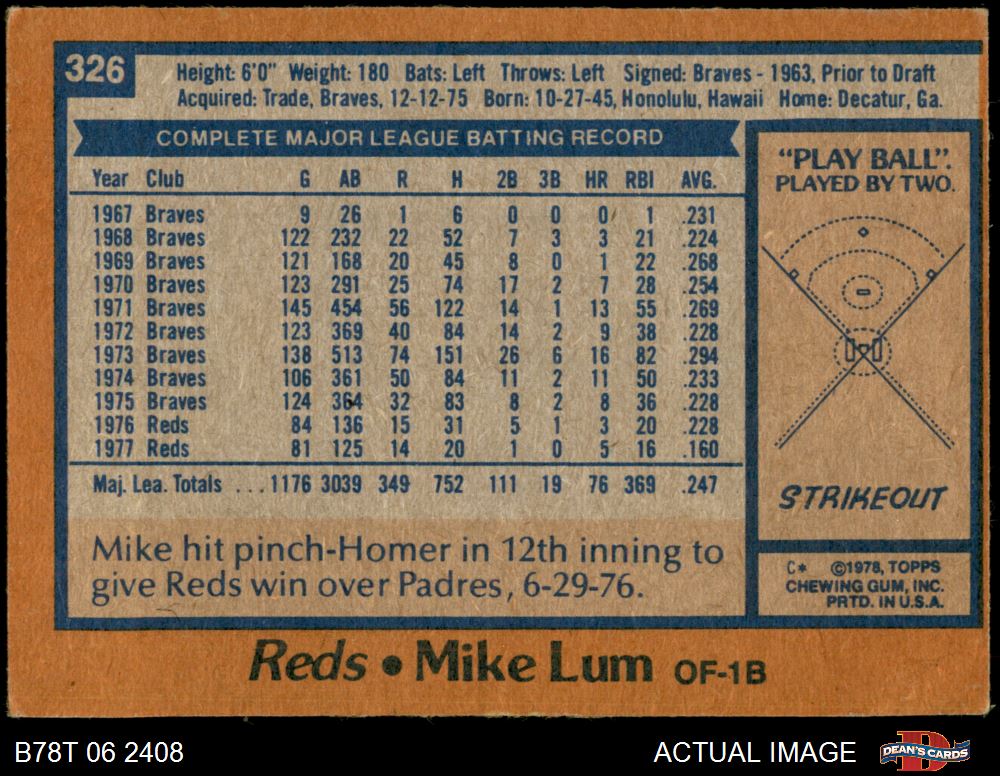 326
Height: 6'0" Weight: 180 Bats: Left Throws: Left Signed: Braves - 1963, Prior to Draft
Acquired: Trade, Braves, 12-12-75 Born: 10-27-45, Honolulu, Hawaii Home: Decatur, Ga.
COMPLETE MAJOR LEAGUE BATTING RECORD
Year Club G AB R H 2B 3B HR RBI AVG.
1967 Braves 9 26 1 6 0 0 0 1 .231
1968 Braves 122 232 22 52 7 3 3 21 .224
1969 Braves 121 168 20 45 8 0 1 22 .268
1970 Braves 123 291 25 74 17 2 7 28 .254
1971 Braves 145 454 56 122 14 1 13 55 .269
1972 Braves 123 369 40 84 14 2 9 38 .228
1973 Braves 138 513 74 151 26 6 16 82 .294
1974 Braves 106 361 50 84 11 2 11 50 .233
1975 Braves 124 364 32 83 8 2 8 36 .228
1976 Reds 84 136 15 31 5 1 3 20 .228
1977 Reds 81 125 14 20 1 0 5 16 .160
Maj. Lea. Totals ...1176 3039 349 752 111 19 76 369 .247
Mike hit pinch-Homer in 12th inning to
give Reds win over Padres, 6-29-76.
"PLAY BALL".
PLAYED BY TWO.
STRIKEOUT
C* ©1978, TOPPS
CHEWING GUM, INC.
PRTD. IN U.S.A.
Reds • Mike Lum OF-1B
B78T 06 2408
ACTUAL IMAGE
DEAN'S CARDS